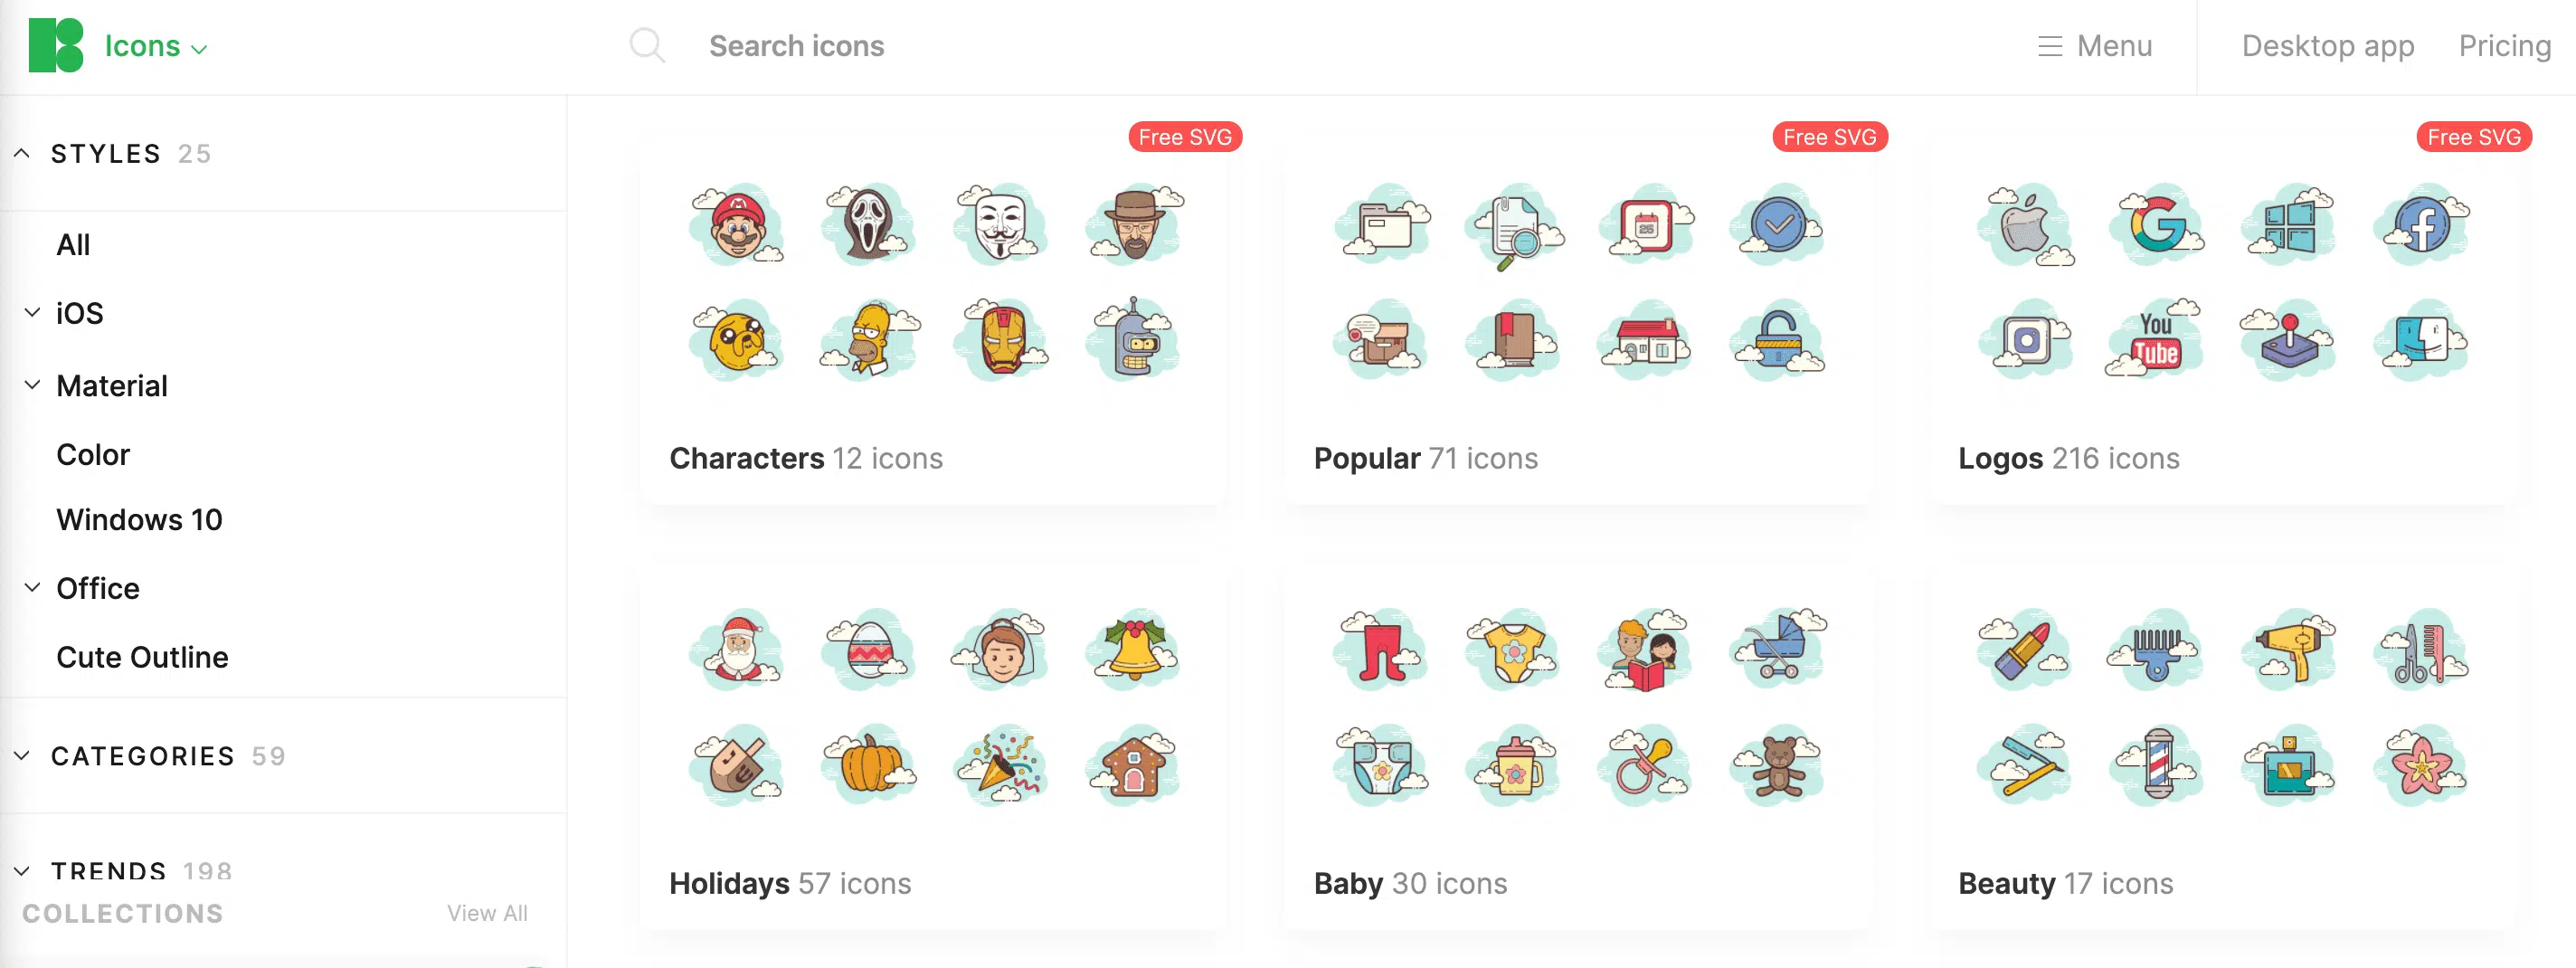 Icons
Search icons
Menu
Desktop app
Pricing
STYLES 25
All
iOS
Material
Color
Windows 10
Office
Cute Outline
CATEGORIES 59
TRENDS 198
COLLECTIONS
View All
Free SVG
Free SVG
Free SVG
25
You
Tube
Characters 12 icons
Popular 71 icons
Logos 216 icons
Holidays 57 icons
Baby 30 icons
Beauty 17 icons